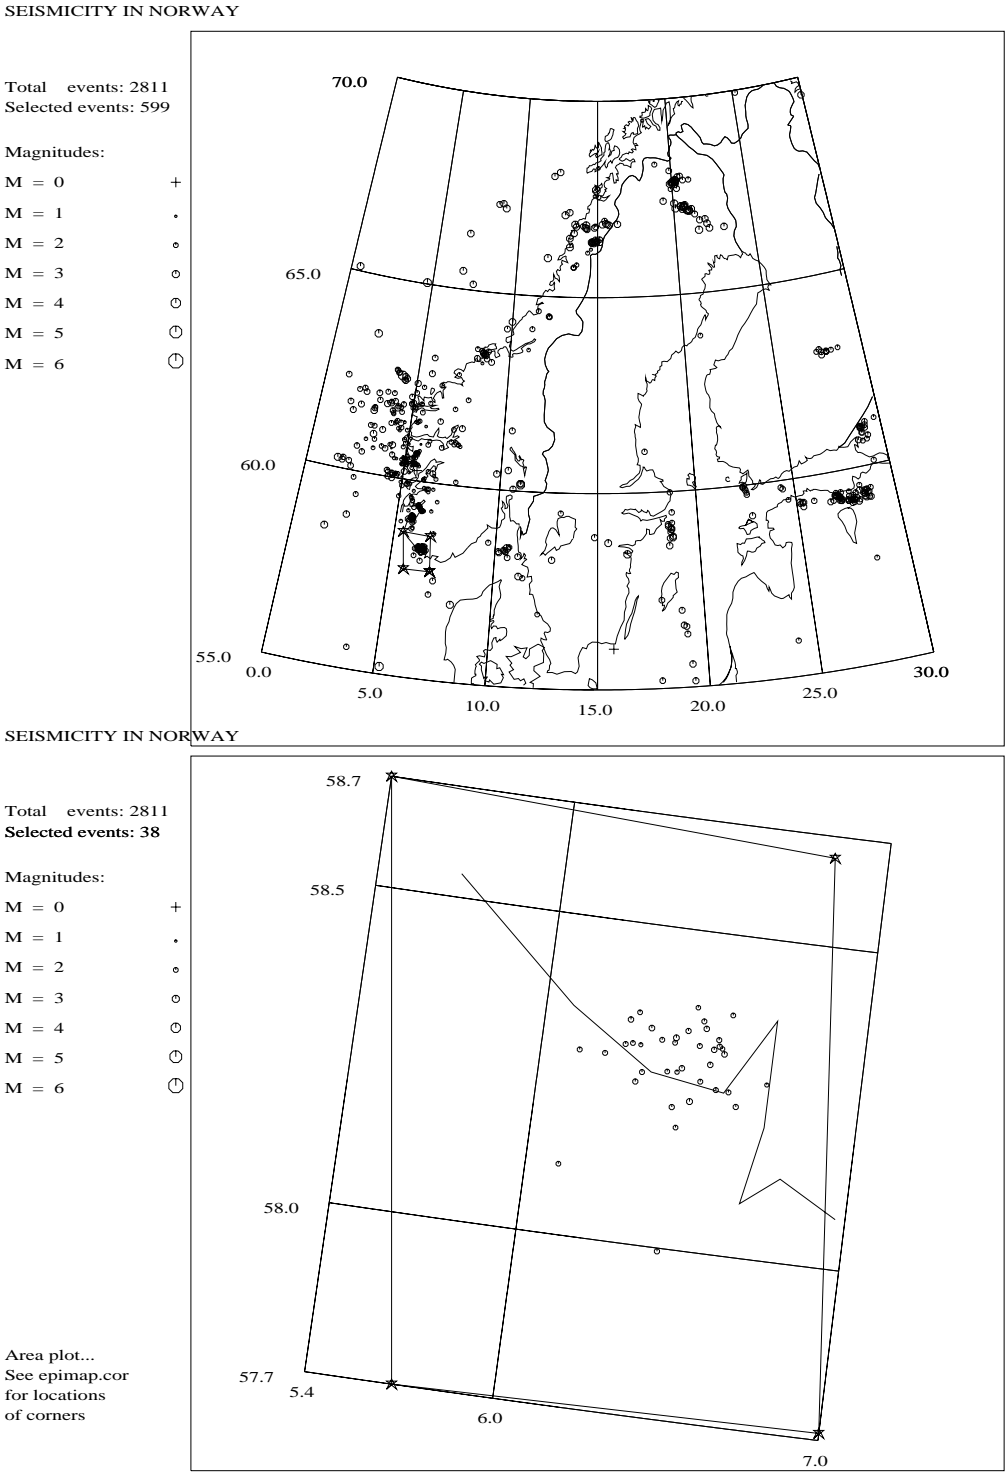 SEISMICITY IN NORWAY
Total events: 2811
Selected events: 599
Magnitudes:
M = 0
M = 1
M = 2
M = 3
M = 4
M = 5
M = 6
70.0
65.0
60.0
55.0
0.0
5.0
10.0
15.0
20.0
25.0
30.0
SEISMICITY IN NORWAY
Total events: 2811
Selected events: 38
Magnitudes:
M = 0
M = 1
M = 2
M = 3
M = 4
M = 5
M = 6
Area plot...
See epimap.cor
for locations
of corners
58.7
58.5
58.0
57.7
5.4
6.0
7.0